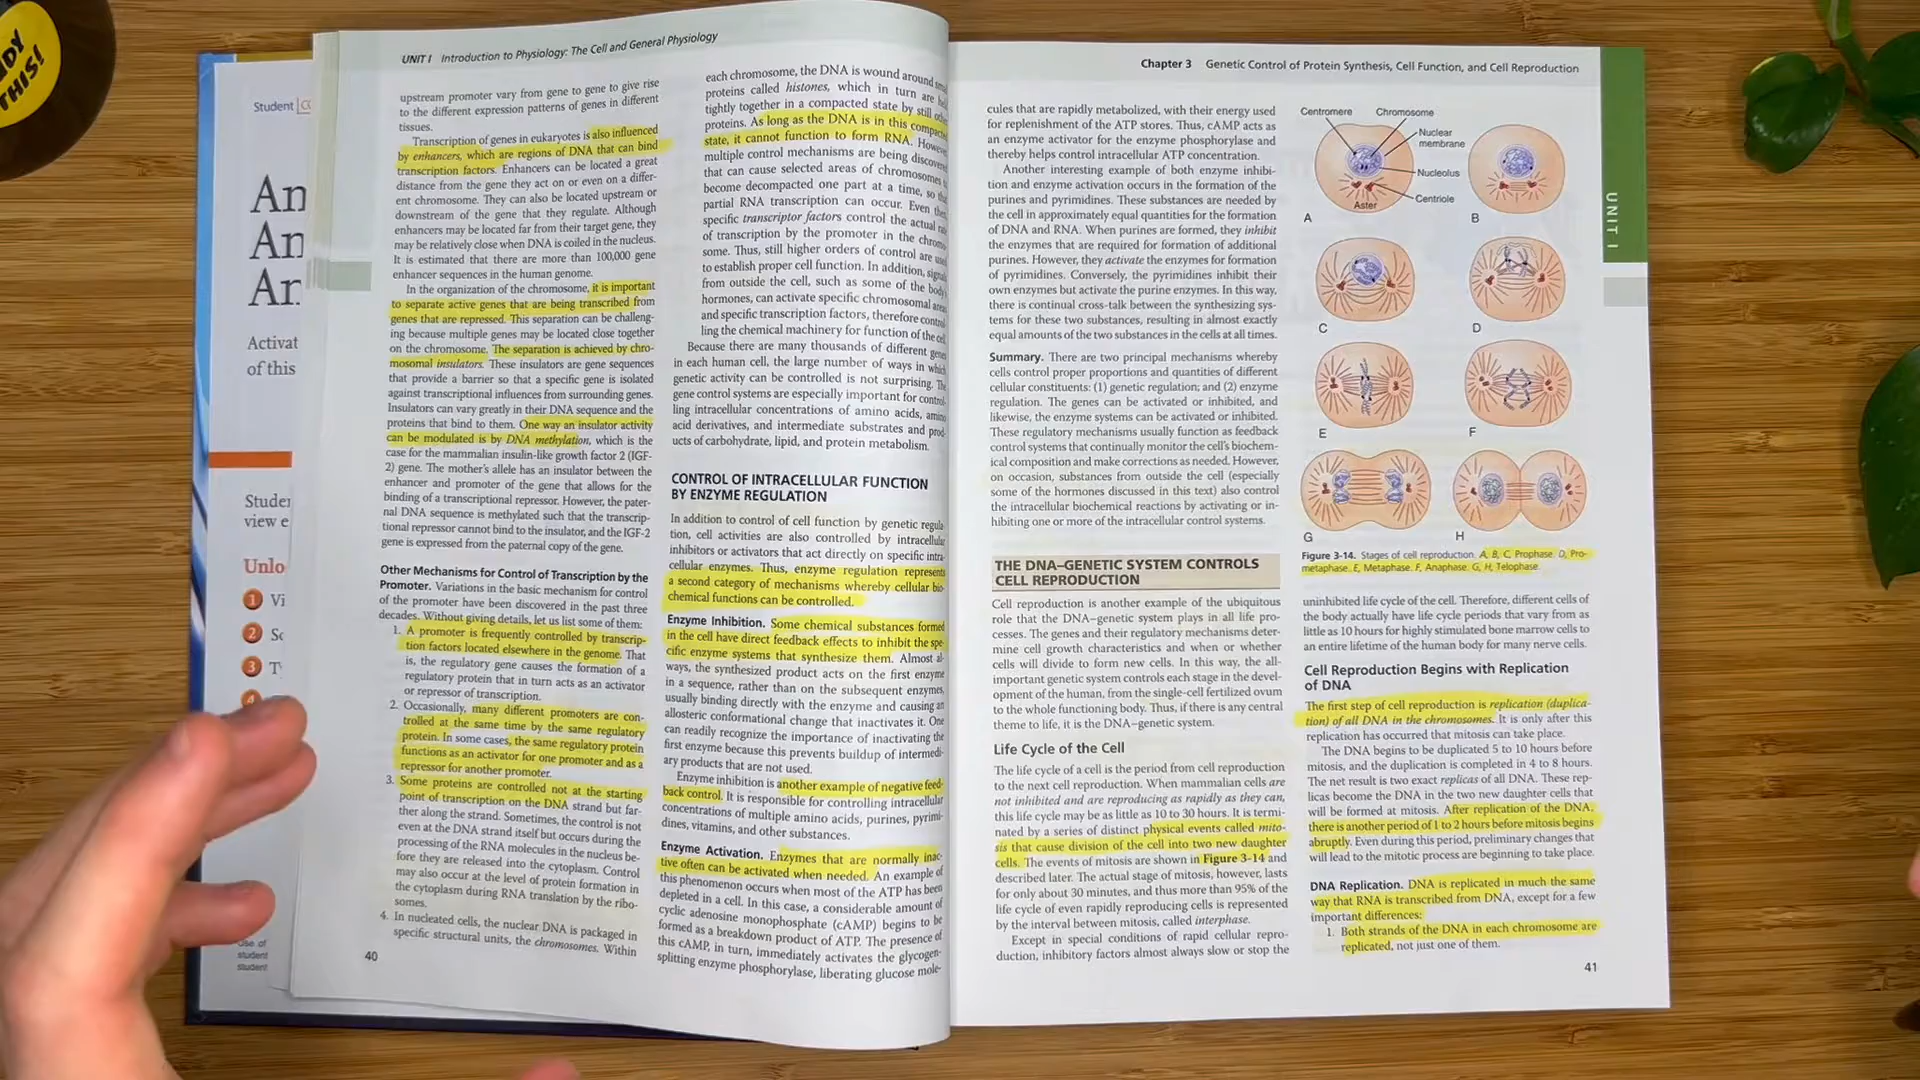 DY
THIS!
Student
An
An
An
Activat
of this
Studer
view e
Unlo
1 Vi
2 Sc
3 T
4
student
student
UNIT I Introduction to Physiology: The Cell and General Physiology
upstream promoter vary from gene to gene to give rise
to the different expression patterns of genes in different
tissues.
Transcription of genes in eukaryotes is also influenced
by enhancers, which are regions of DNA that can bind
transcription factors. Enhancers can be located a great
distance from the gene they act on or even on a differ-
ent chromosome. They can also be located upstream or
downstream of the gene that they regulate. Although
enhancers may be located far from their target gene, they
may be relatively close when DNA is coiled in the nucleus.
It is estimated that there are more than 100,000 gene
enhancer sequences in the human genome.
In the organization of the chromosome, it is important
to separate active genes that are being transcribed from
genes that are repressed. This separation can be challeng-
ing because multiple genes may be located close together
on the chromosome. The separation is achieved by chro-
mosomal insulators. These insulators are gene sequences
that provide a barrier so that a specific gene is isolated
against transcriptional influences from surrounding genes.
Insulators can vary greatly in their DNA sequence and the
proteins that bind to them. One way an insulator activity
can be modulated is by DNA methylation, which is the
case for the mammalian insulin-like growth factor 2 (IGF-
2) gene. The mother's allele has an insulator between the
enhancer and promoter of the gene that allows for the
binding of a transcriptional repressor. However, the pater-
nal DNA sequence is methylated such that the transcrip-
tional repressor cannot bind to the insulator, and the IGF-2
gene is expressed from the paternal copy of the gene.
Other Mechanisms for Control of Transcription by the
Promoter. Variations in the basic mechanism for control
of the promoter have been discovered in the past three
decades. Without giving details, let us list some of them:
1. A promoter is frequently controlled by transcrip-
tion factors located elsewhere in the genome. That
is, the regulatory gene causes the formation of a
regulatory protein that in turn acts as an activator
or repressor of transcription.
2. Occasionally, many different promoters are con-
trolled at the same time by the same regulatory
protein. In some cases, the same regulatory protein
functions as an activator for one promoter and as a
repressor for another promoter.
3. Some proteins are controlled not at the starting
point of transcription on the DNA strand but far-
ther along the strand. Sometimes, the control is not
even at the DNA strand itself but occurs during the
processing of the RNA molecules in the nucleus be-
fore they are released into the cytoplasm. Control
may also occur at the level of protein formation in
the cytoplasm during RNA translation by the ribo-
somes.
4. In nucleated cells, the nuclear DNA is packaged in
specific structural units, the chromosomes. Within
40
each chromosome, the DNA is wound around
proteins called histones, which in turn are
tightly together in a compacted state by still
proteins. As long as the DNA is in this compacted
state, it cannot function to form RNA. However
multiple control mechanisms are being discovered
that can cause selected areas of chromosomes
become decompacted one part at a time, so
partial RNA transcription can occur. Even then
specific transcriptor factors control the actual
of transcription by the promoter in the chromo-
some. Thus, still higher orders of control are used
to establish proper cell function. In addition, signals
from outside the cell, such as some of the body's
hormones, can activate specific chromosomal areas
and specific transcription factors, therefore control-
ling the chemical machinery for function of the cell.
Because there are many thousands of different genes
in each human cell, the large number of ways in which
genetic activity can be controlled is not surprising. The
gene control systems are especially important for control-
ling intracellular concentrations of amino acids, amino
acid derivatives, and intermediate substrates and prod-
ucts of carbohydrate, lipid, and protein metabolism.
CONTROL OF INTRACELLULAR FUNCTION
BY ENZYME REGULATION
In addition to control of cell function by genetic regula-
tion, cell activities are also controlled by intracellular
inhibitors or activators that act directly on specific intra-
cellular enzymes. Thus, enzyme regulation represents
a second category of mechanisms whereby cellular bio-
chemical functions can be controlled.
Enzyme Inhibition. Some chemical substances formed
in the cell have direct feedback effects to inhibit the spe-
cific enzyme systems that synthesize them. Almost al-
ways, the synthesized product acts on the first enzyme
in a sequence, rather than on the subsequent enzymes,
usually binding directly with the enzyme and causing an
allosteric conformational change that inactivates it. One
can readily recognize the importance of inactivating the
first enzyme because this prevents buildup of intermedi-
ary products that are not used.
Enzyme inhibition is another example of negative feed-
back control. It is responsible for controlling intracellular
concentrations of multiple amino acids, purines, pyrimi-
dines, vitamins, and other substances.
Enzyme Activation. Enzymes that are normally inac-
tive often can be activated when needed. An example of
this phenomenon occurs when most of the ATP has been
depleted in a cell. In this case, a considerable amount of
cyclic adenosine monophosphate (cAMP) begins to be
formed as a breakdown product of ATP. The presence of
this cAMP, in turn, immediately activates the glycogen-
splitting enzyme phosphorylase, liberating glucose mole-
Chapter 3 Genetic Control of Protein Synthesis, Cell Function, and Cell Reproduction
cules that are rapidly metabolized, with their energy used
for replenishment of the ATP stores. Thus, cAMP acts as
an enzyme activator for the enzyme phosphorylase and
thereby helps control intracellular ATP concentration.
Another interesting example of both enzyme inhibi-
tion and enzyme activation occurs in the formation of the
purines and pyrimidines. These substances are needed by
the cell in approximately equal quantities for the formation
of DNA and RNA. When purines are formed, they inhibit
the enzymes that are required for formation of additional
purines. However, they activate the enzymes for formation
of pyrimidines. Conversely, the pyrimidines inhibit their
own enzymes but activate the purine enzymes. In this way,
there is continual cross-talk between the synthesizing sys-
tems for these two substances, resulting in almost exactly
equal amounts of the two substances in the cells at all times.
Summary. There are two principal mechanisms whereby
cells control proper proportions and quantities of different
cellular constituents: (1) genetic regulation; and (2) enzyme
regulation. The genes can be activated or inhibited, and
likewise, the enzyme systems can be activated or inhibited.
These regulatory mechanisms usually function as feedback
control systems that continually monitor the cell's biochem-
ical composition and make corrections as needed. However,
on occasion, substances from outside the cell (especially
some of the hormones discussed in this text) also control
the intracellular biochemical reactions by activating or in-
hibiting one or more of the intracellular control systems.
THE DNA–GENETIC SYSTEM CONTROLS
CELL REPRODUCTION
Cell reproduction is another example of the ubiquitous
role that the DNA–genetic system plays in all life pro-
cesses. The genes and their regulatory mechanisms deter-
mine cell growth characteristics and when or whether
cells will divide to form new cells. In this way, the all-
important genetic system controls each stage in the devel-
opment of the human, from the single-cell fertilized ovum
to the whole functioning body. Thus, if there is any central
theme to life, it is the DNA–genetic system.
Life Cycle of the Cell
The life cycle of a cell is the period from cell reproduction
to the next cell reproduction. When mammalian cells are
not inhibited and are reproducing as rapidly as they can,
this life cycle may be as little as 10 to 30 hours. It is termi-
nated by a series of distinct physical events called mito-
sis that cause division of the cell into two new daughter
cells. The events of mitosis are shown in Figure 3-14 and
described later. The actual stage of mitosis, however, lasts
for only about 30 minutes, and thus more than 95% of the
life cycle of even rapidly reproducing cells is represented
by the interval between mitosis, called interphase.
Except in special conditions of rapid cellular repro-
duction, inhibitory factors almost always slow or stop the
Centromere
Chromosome
Nuclear
membrane
Nucleolus
Centriole
Aster
A
B
C
D
E
F
G
H
Figure 3-14. Stages of cell reproduction. A, B, C, Prophase. D, Pro-
metaphase. E, Metaphase. F, Anaphase. G, H, Telophase.
uninhibited life cycle of the cell. Therefore, different cells of
the body actually have life cycle periods that vary from as
little as 10 hours for highly stimulated bone marrow cells to
an entire lifetime of the human body for many nerve cells.
Cell Reproduction Begins with Replication
of DNA
The first step of cell reproduction is replication (duplica-
tion) of all DNA in the chromosomes. It is only after this
replication has occurred that mitosis can take place.
The DNA begins to be duplicated 5 to 10 hours before
mitosis, and the duplication is completed in 4 to 8 hours.
The net result is two exact replicas of all DNA. These rep-
licas become the DNA in the two new daughter cells that
will be formed at mitosis. After replication of the DNA,
there is another period of 1 to 2 hours before mitosis begins
abruptly. Even during this period, preliminary changes that
will lead to the mitotic process are beginning to take place.
DNA Replication. DNA is replicated in much the same
way that RNA is transcribed from DNA, except for a few
important differences:
1. Both strands of the DNA in each chromosome are
replicated, not just one of them.
41
UNIT I